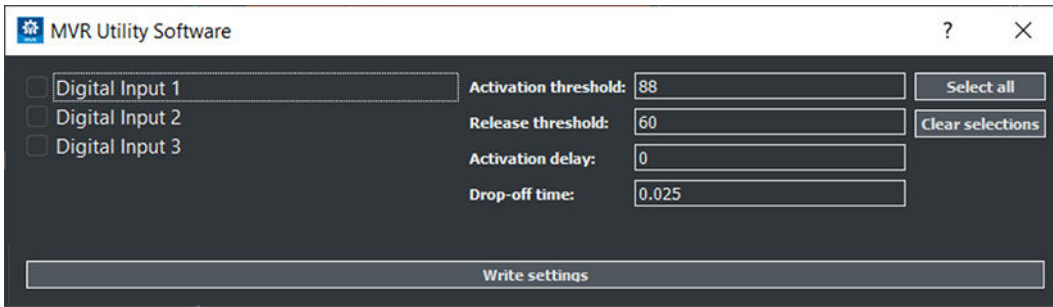 MVR Utility Software
?
Digital Input 1
Digital Input 2
Digital Input 3
Activation threshold: 88
Release threshold: 60
Activation delay: 0
Drop-off time: 0.025
Select all
Clear selections
Write settings